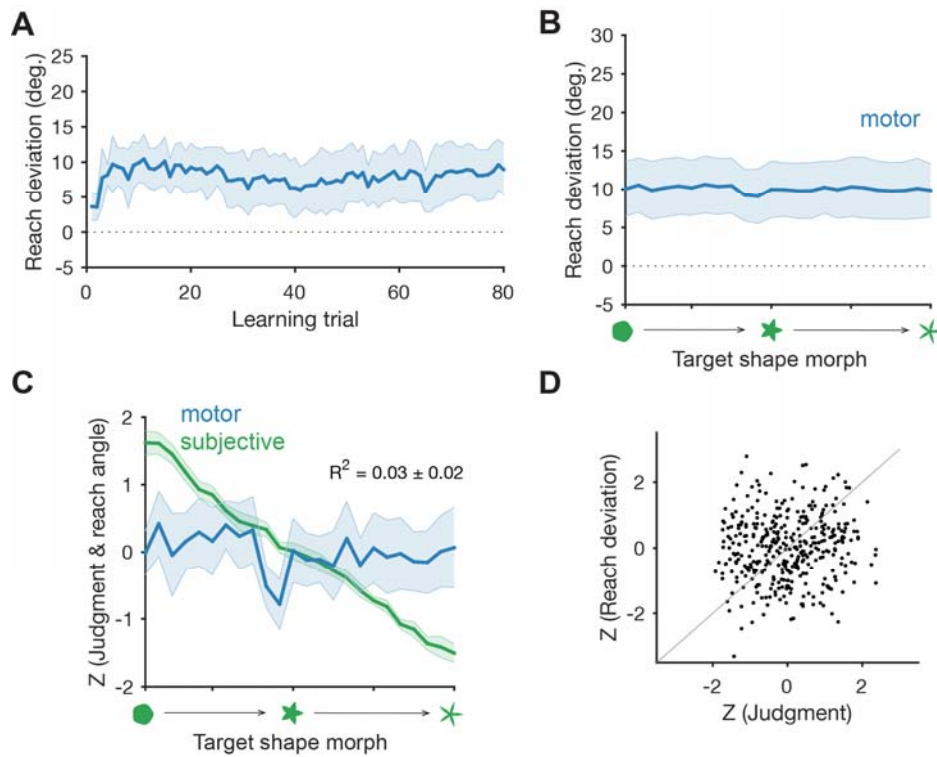 A
25
20
15
10
5
0
-5
Reach deviation (deg.)
0 20 40 60 80
Learning trial
B
30
25
20
15
10
5
0
-5
Reach deviation (deg.)
motor
Target shape morph
C
2
1
0
-1
-2
Z (Judgment & reach angle)
motor
subjective
R² = 0.03 ± 0.02
Target shape morph
D
2
0
-2
Z (Reach deviation)
-2 0 2
Z (Judgment)